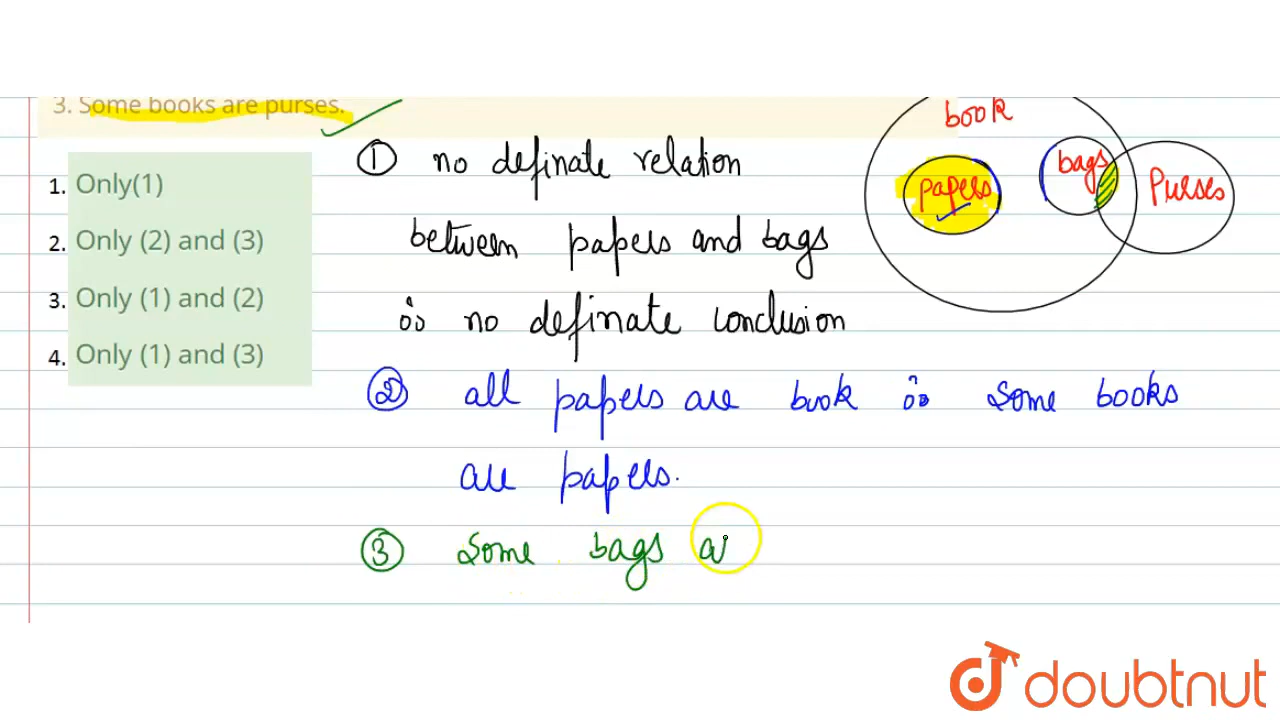 3. Some books are purses.
1. Only(1)
2. Only (2) and (3)
3. Only (1) and (2)
4. Only (1) and (3)
① no definate relation
between papers and bags
∴ no definate conclusion
② all papers are book ∴ some books
are papers.
③ some bags a
book
papers
bags
Purses
doubtnut